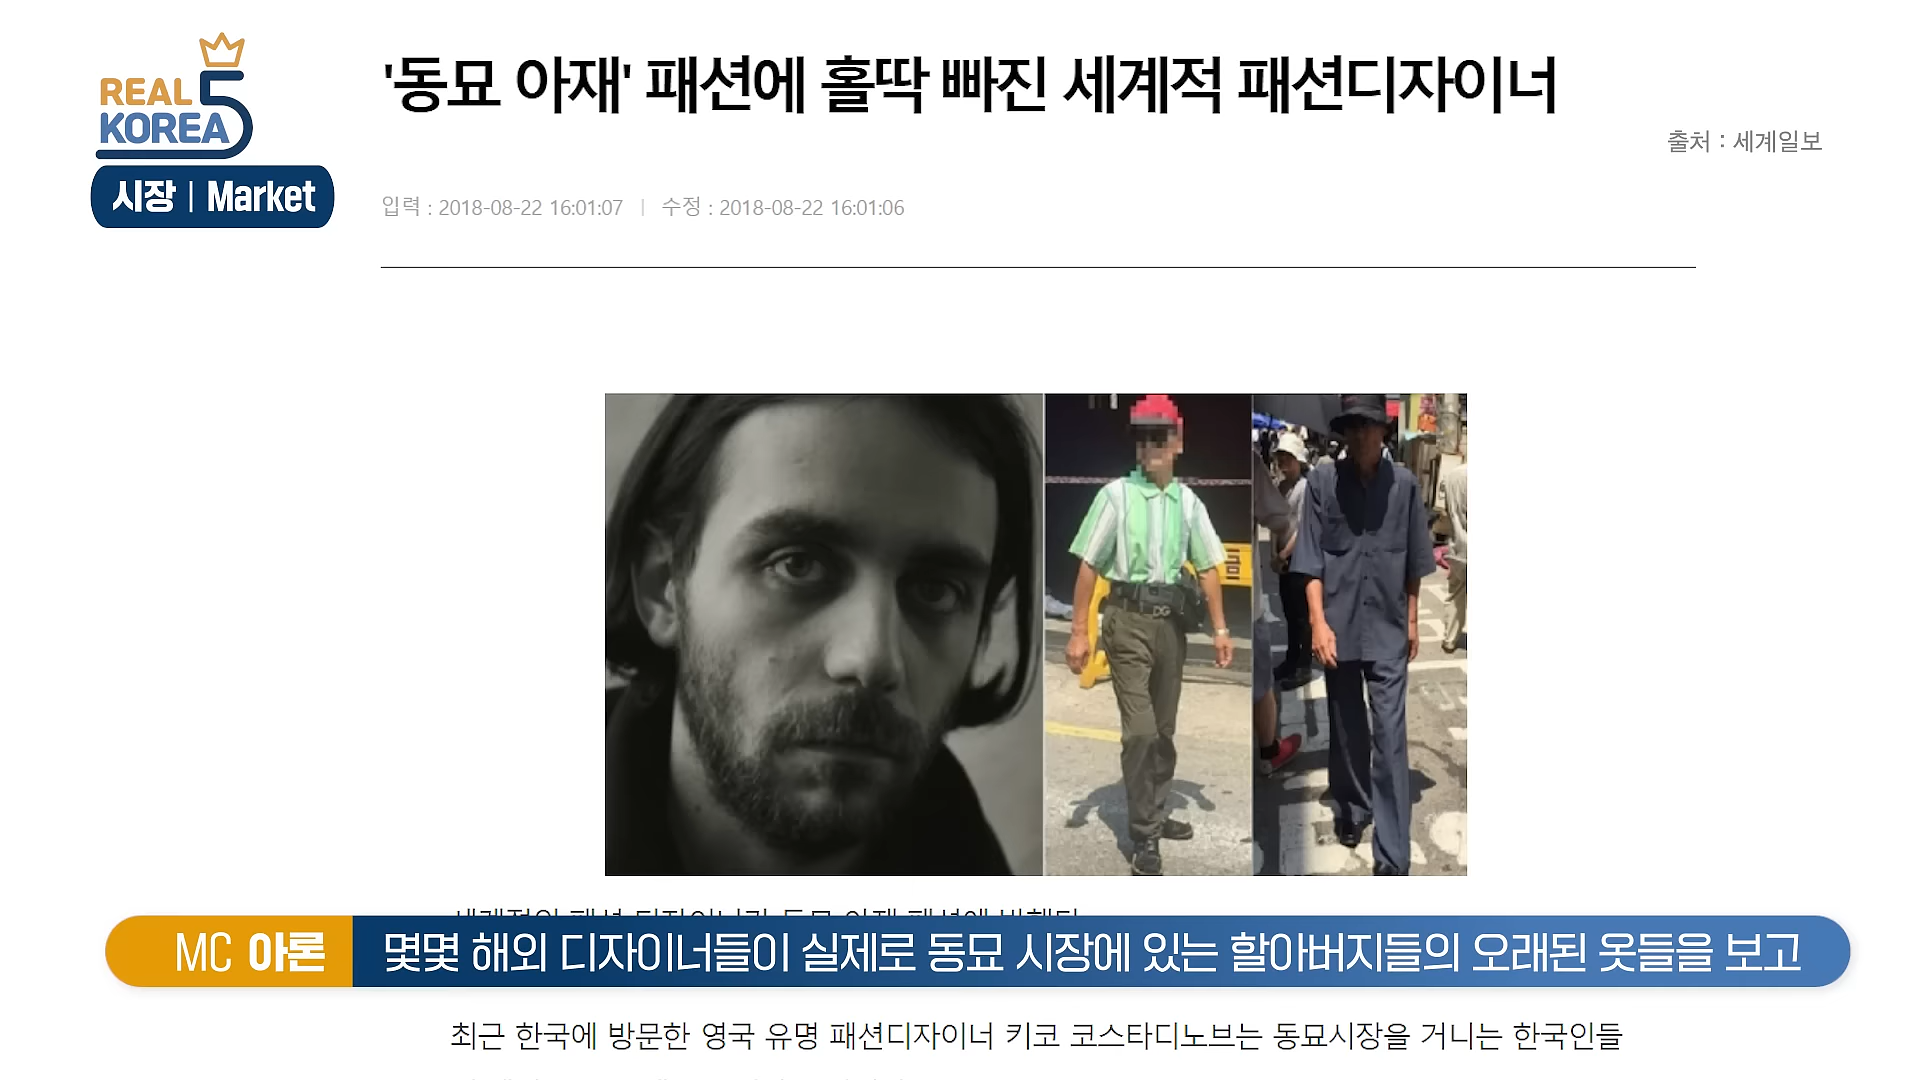 REAL 5
KOREA
시장 | Market
'동묘 아재' 패션에 홀딱 빠진 세계적 패션디자이너
출처 : 세계일보
입력 : 2018-08-22 16:01:07 | 수정 : 2018-08-22 16:01:06
DG
금
MC 아론 몇몇 해외 디자이너들이 실제로 동묘 시장에 있는 할아버지들의 오래된 옷들을 보고
최근 한국에 방문한 영국 유명 패션디자이너 키코 코스타디노브는 동묘시장을 거니는 한국인들